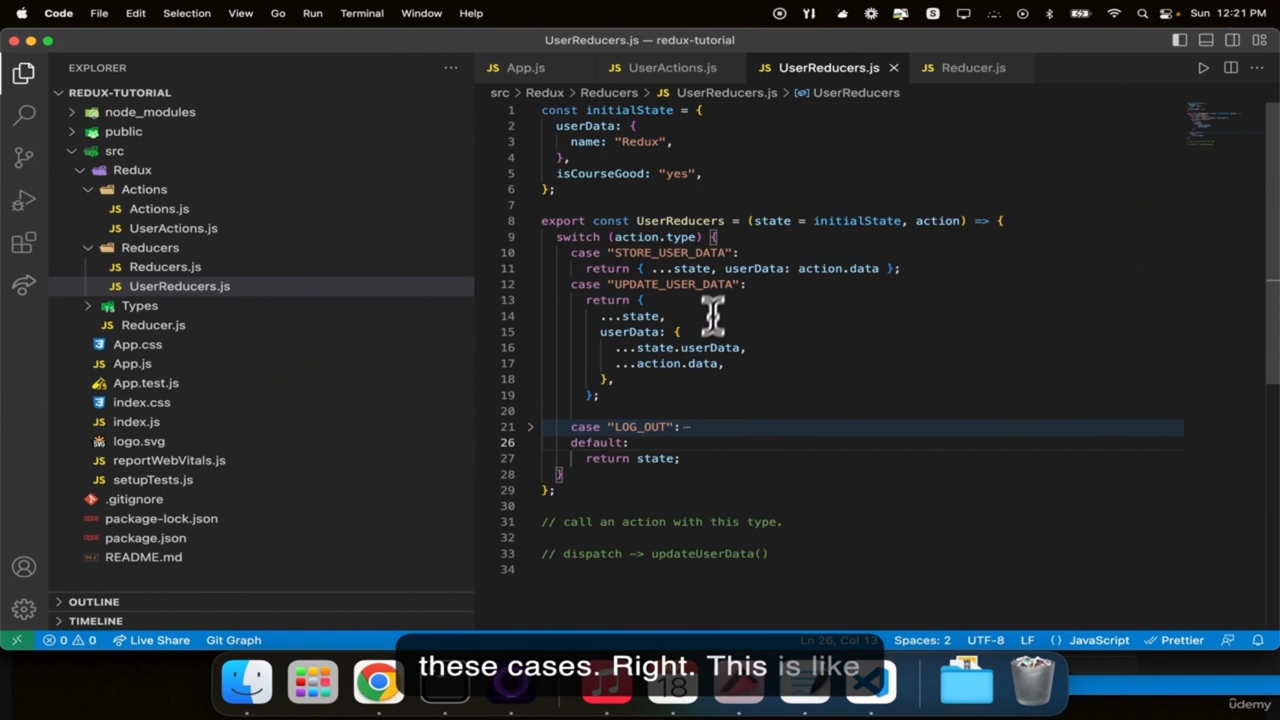 Code File Edit Selection View Go Run Terminal Window Help Sun 12:21 PM
UserReducers.js — redux-tutorial
EXPLORER
App.js UserActions.js UserReducers.js Reducer.js
src > Redux > Reducers > UserReducers.js > UserReducers
REDUX-TUTORIAL
node_modules
public
src
Redux
Actions
Actions.js
UserActions.js
Reducers
Reducers.js
UserReducers.js
Types
Reducer.js
App.css
App.js
App.test.js
index.css
index.js
logo.svg
reportWebVitals.js
setupTests.js
.gitignore
package-lock.json
package.json
README.md
OUTLINE
TIMELINE
1 const initialState = {
2 userData: {
3 name: "Redux",
4 },
5 isCourseGood: "yes",
6 };
7
8 export const UserReducers = (state = initialState, action) => {
9 switch (action.type) {
10 case "STORE_USER_DATA":
11 return { ...state, userData: action.data };
12 case "UPDATE_USER_DATA":
13 return {
14 ...state,
15 userData: {
16 ...state.userData,
17 ...action.data,
18 },
19 };
20
21 case "LOG_OUT": ⋯
26 default:
27 return state;
28 }
29 };
30
31 // call an action with this type.
32
33 // dispatch -> updateUserData()
34
0 0 Live Share Git Graph Ln 26, Col 13 Spaces: 2 UTF-8 LF {} JavaScript Prettier
these cases. Right. This is like
18
ûdemy